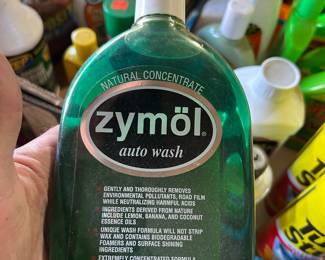 NATURAL CONCENTRATE
zymöl®
auto wash
GENTLY AND THOROUGHLY REMOVES
ENVIRONMENTAL POLLUTANTS, ROAD FILM
WHILE NEUTRALIZING HARMFUL ACIDS
INGREDIENTS DERIVED FROM NATURE
INCLUDE LEMON, BANANA, AND COCONUT
ESSENCE OILS
UNIQUE WASH FORMULA WILL NOT STRIP
WAX AND CONTAINS BIODEGRADABLE
FOAMERS AND SURFACE SHINING
INGREDIENTS
EXTREMELY CONCENTRATED FORMULA
TU